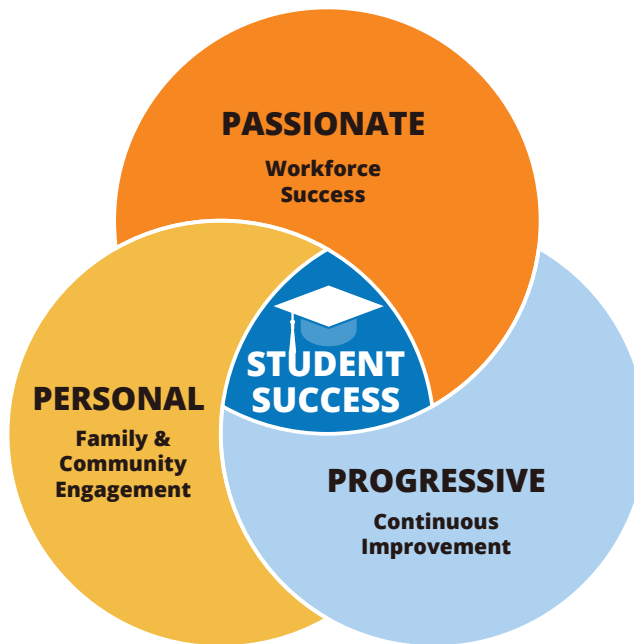 PASSIONATE
Workforce
Success
STUDENT
SUCCESS
PERSONAL
Family &
Community
Engagement
PROGRESSIVE
Continuous
Improvement